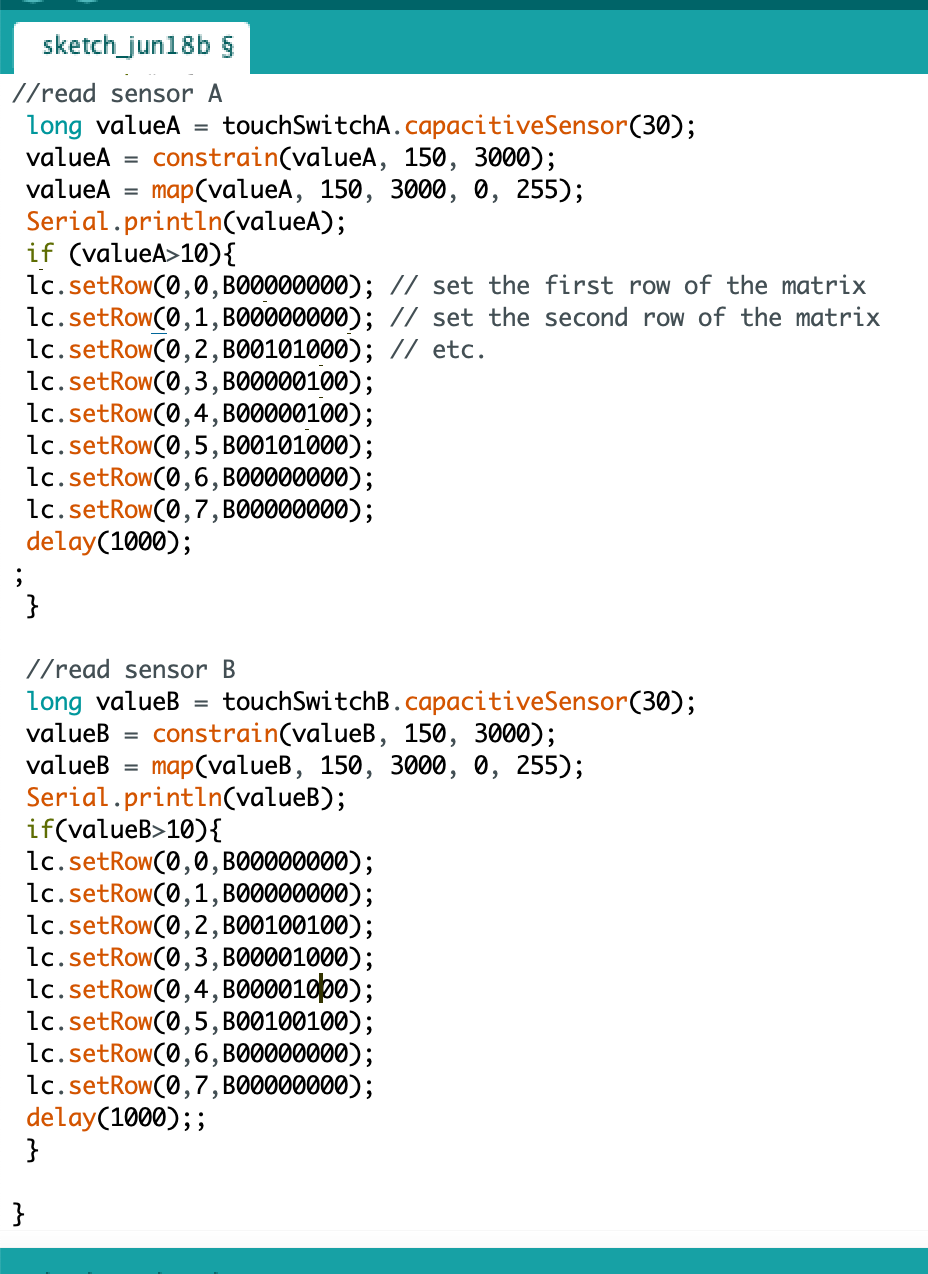 sketch_jun18b §
//read sensor A
long valueA = touchSwitchA.capacitiveSensor(30);
valueA = constrain(valueA, 150, 3000);
valueA = map(valueA, 150, 3000, 0, 255);
Serial.println(valueA);
if (valueA>10){
lc.setRow(0,0,B00000000); // set the first row of the matrix
lc.setRow(0,1,B00000000); // set the second row of the matrix
lc.setRow(0,2,B00101000); // etc.
lc.setRow(0,3,B00000100);
lc.setRow(0,4,B00000100);
lc.setRow(0,5,B00101000);
lc.setRow(0,6,B00000000);
lc.setRow(0,7,B00000000);
delay(1000);
;
}
//read sensor B
long valueB = touchSwitchB.capacitiveSensor(30);
valueB = constrain(valueB, 150, 3000);
valueB = map(valueB, 150, 3000, 0, 255);
Serial.println(valueB);
if(valueB>10){
lc.setRow(0,0,B00000000);
lc.setRow(0,1,B00000000);
lc.setRow(0,2,B00100100);
lc.setRow(0,3,B00001000);
lc.setRow(0,4,B00001000);
lc.setRow(0,5,B00100100);
lc.setRow(0,6,B00000000);
lc.setRow(0,7,B00000000);
delay(1000);;
}
}